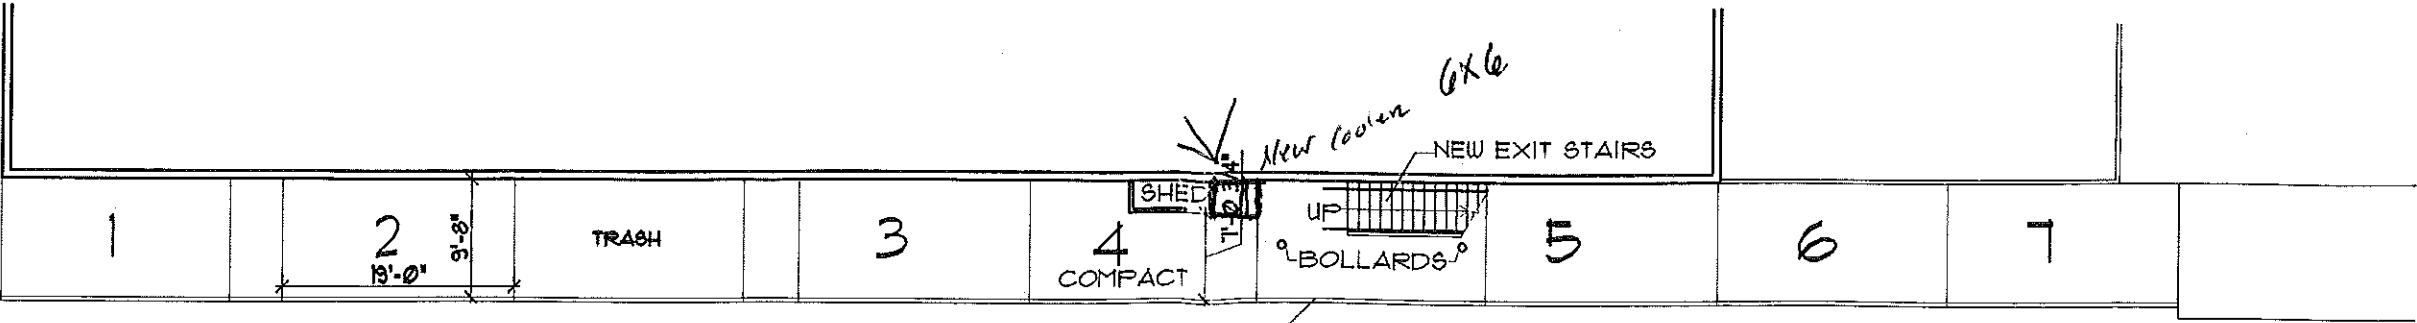 6X6
New Cooler
NEW EXIT STAIRS
SHED
UP
1
2
9'-8"
19'-0"
TRASH
3
4
COMPACT
BOLLARDS
5
6
7